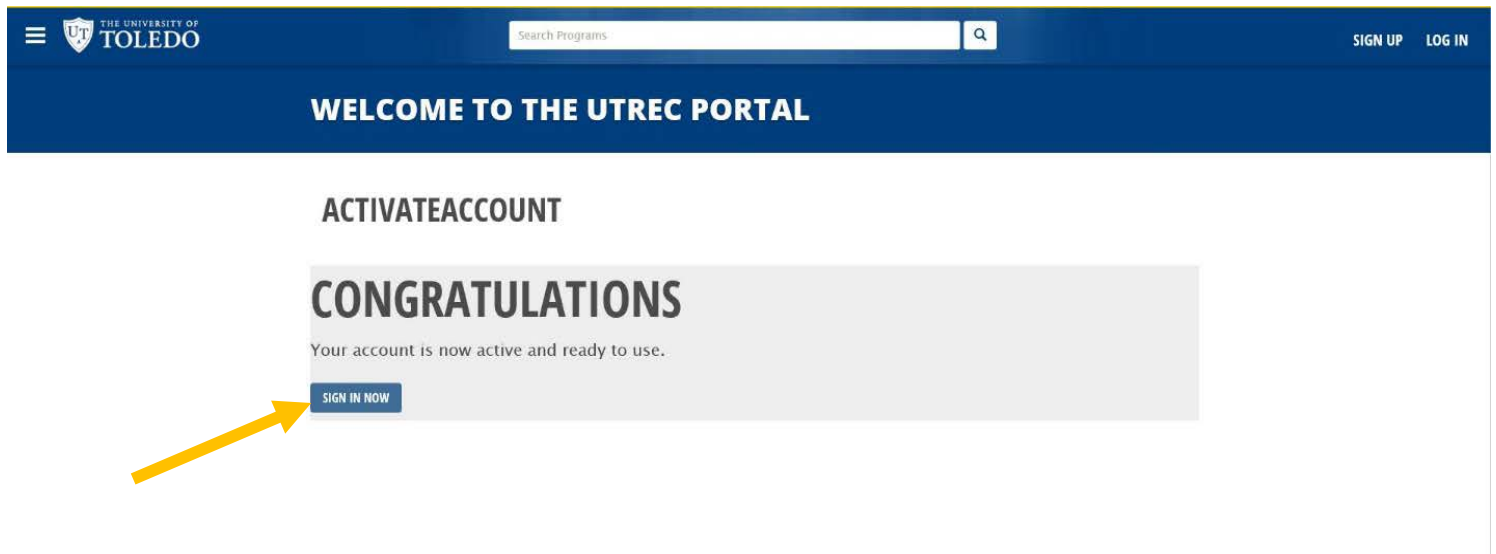 THE UNIVERSITY OF
UT TOLEDO
Search Programs
SIGN UP LOG IN
WELCOME TO THE UTREC PORTAL
ACTIVATEACCOUNT
CONGRATULATIONS
Your account is now active and ready to use.
SIGN IN NOW